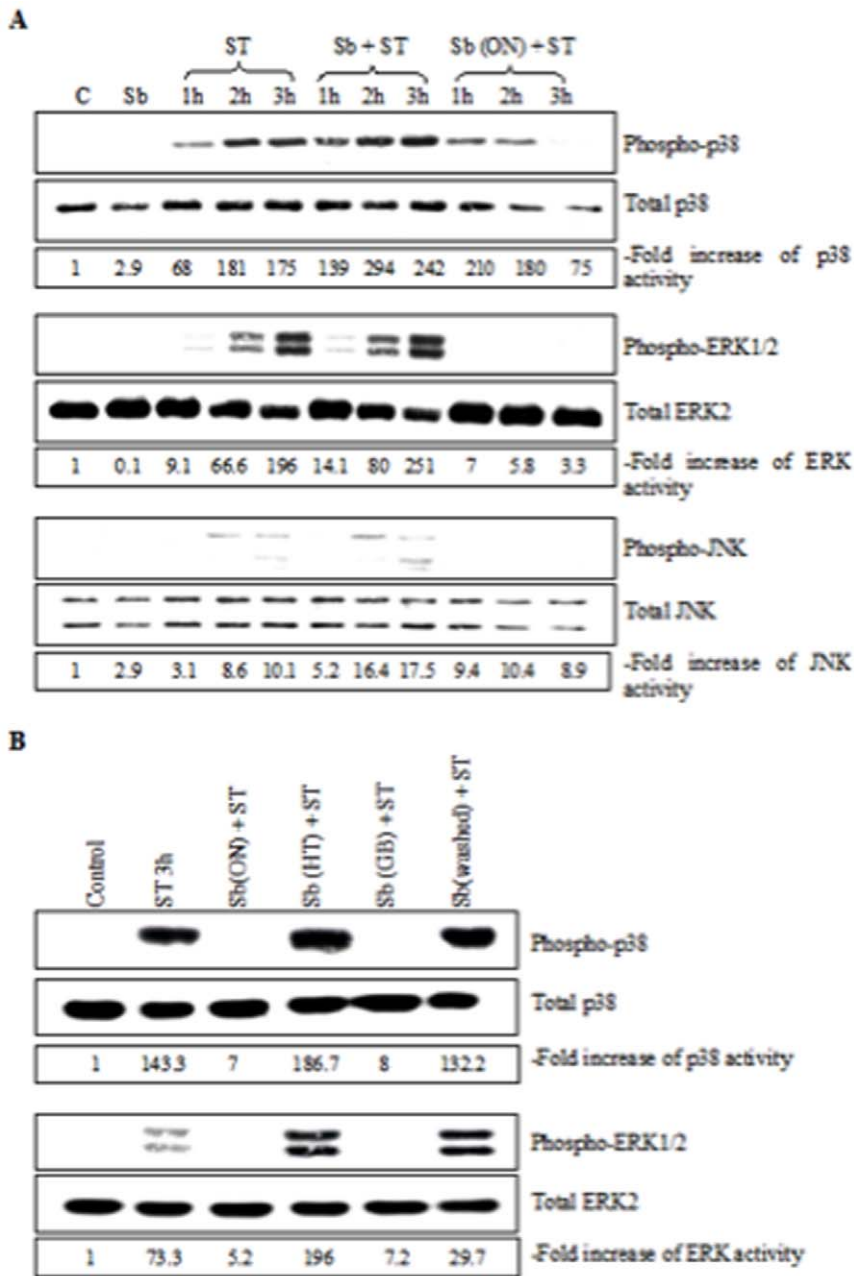 A
ST Sb + ST Sb (ON) + ST
C Sb 1h 2h 3h 1h 2h 3h 1h 2h 3h
Phospho-p38
Total p38
1 2.9 68 181 175 139 294 242 210 180 75 -Fold increase of p38
activity
Phospho-ERK1/2
Total ERK2
1 0.1 9.1 66.6 196 14.1 80 251 7 5.8 3.3 -Fold increase of ERK
activity
Phospho-JNK
Total JNK
1 2.9 3.1 8.6 10.1 5.2 16.4 17.5 9.4 10.4 8.9 -Fold increase of JNK
activity
B
Control
ST 3h
Sb(ON) + ST
Sb (HT) + ST
Sb (GB) + ST
Sb(washed) + ST
Phospho-p38
Total p38
1 143.3 7 186.7 8 132.2 -Fold increase of p38 activity
Phospho-ERK1/2
Total ERK2
1 73.3 5.2 196 7.2 29.7 -Fold increase of ERK activity